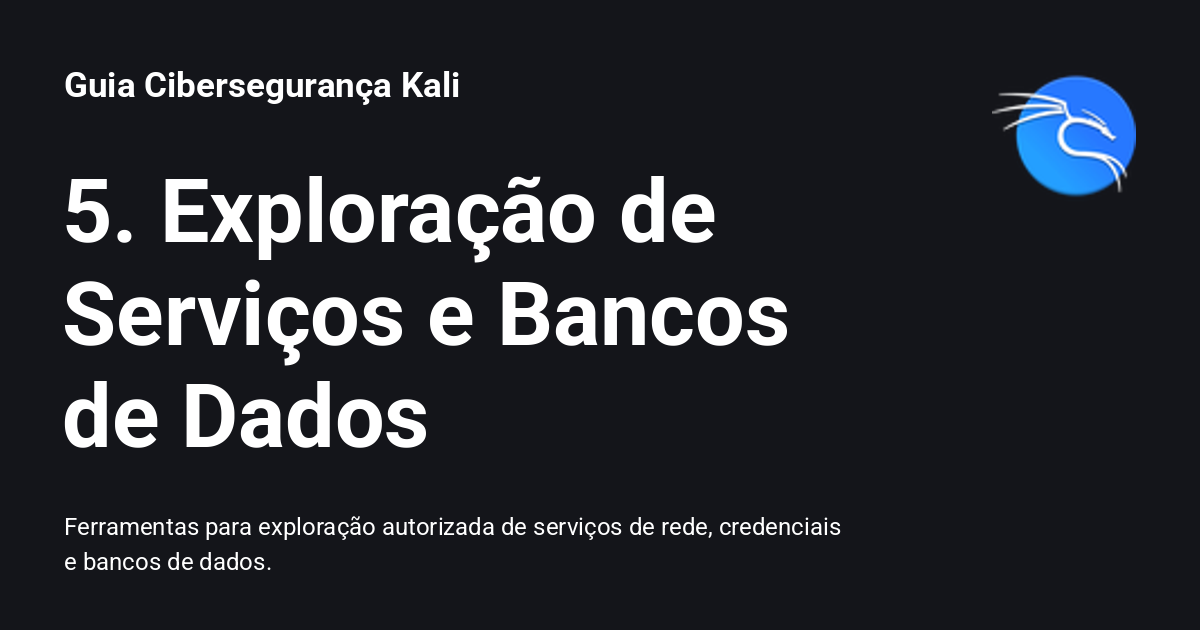 Guia Cibersegurança Kali
5. Exploração de
Serviços e Bancos
de Dados
Ferramentas para exploração autorizada de serviços de rede, credenciais
e bancos de dados.